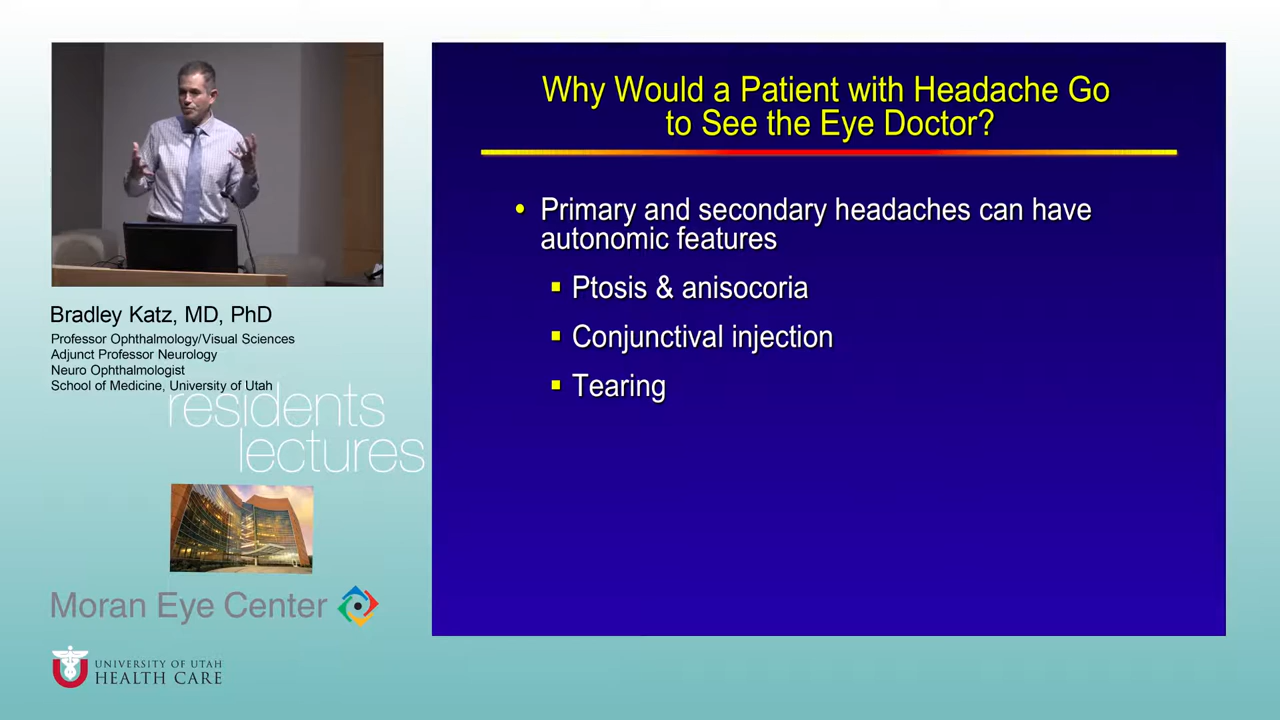 Why Would a Patient with Headache Go
to See the Eye Doctor?
• Primary and secondary headaches can have
autonomic features
▪ Ptosis & anisocoria
▪ Conjunctival injection
▪ Tearing
Bradley Katz, MD, PhD
Professor Ophthalmology/Visual Sciences
Adjunct Professor Neurology
Neuro Ophthalmologist
School of Medicine, University of Utah
residents
lectures
Moran Eye Center
UNIVERSITY OF UTAH
HEALTH CARE